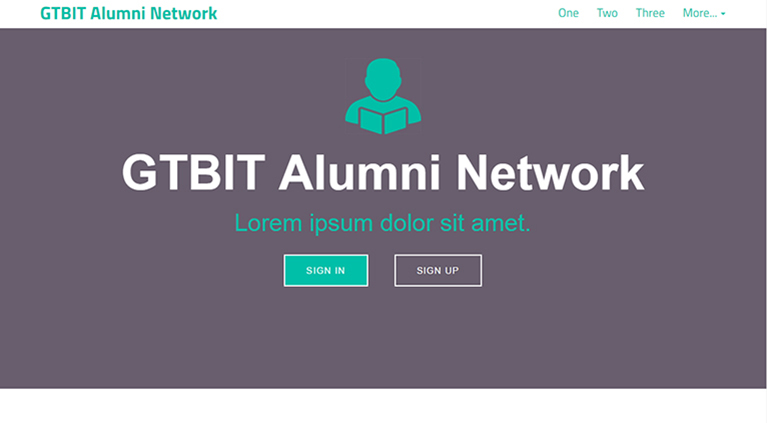 GTBIT Alumni Network
One Two Three More...
GTBIT Alumni Network
Lorem ipsum dolor sit amet.
SIGN IN
SIGN UP